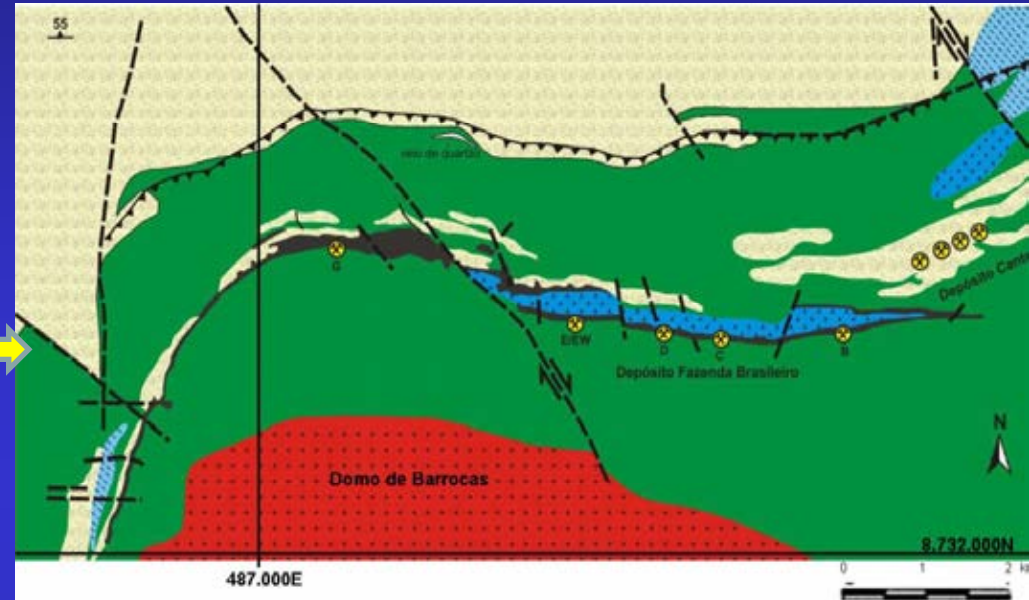 55
veio de quartzo
G
E/EW
D
C
B
Depósito Fazenda Brasileiro
Depósito
N
Domo de Barrocas
8.732.000N
487.000E
0 1 2